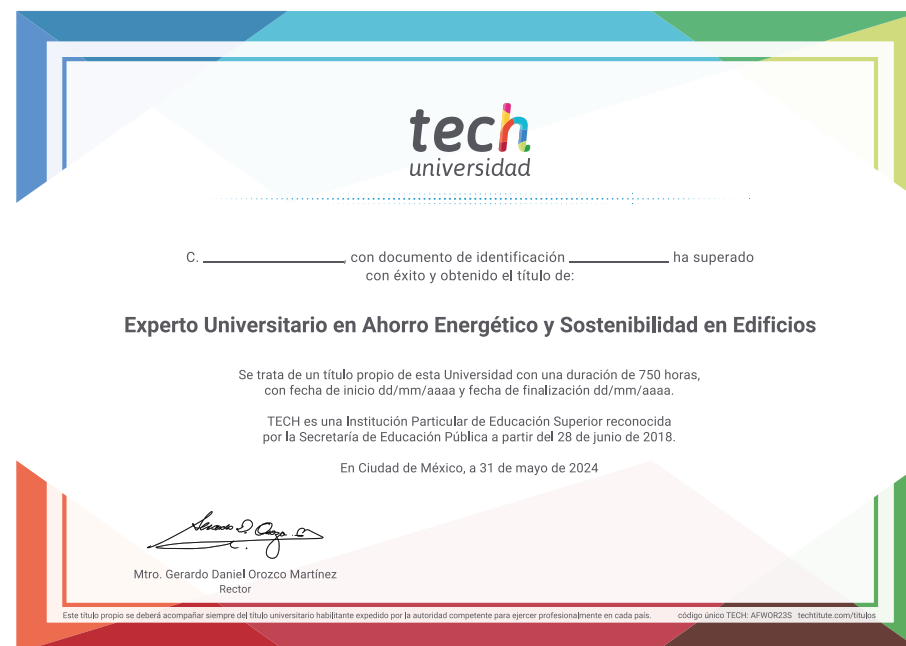 tech
universidad
C. ____________, con documento de identificación ____________ ha superado
con éxito y obtenido el título de:
Experto Universitario en Ahorro Energético y Sostenibilidad en Edificios
Se trata de un título propio de esta Universidad con una duración de 750 horas,
con fecha de inicio dd/mm/aaaa y fecha de finalización dd/mm/aaaa.
TECH es una Institución Particular de Educación Superior reconocida
por la Secretaría de Educación Pública a partir del 28 de junio de 2018.
En Ciudad de México, a 31 de mayo de 2024
Mtro. Gerardo Daniel Orozco Martínez
Rector
Este título propio se deberá acompañar siempre del título universitario habilitante expedido por la autoridad competente para ejercer profesionalmente en cada país. código único TECH: AFWOR23S techtitute.com/titulos